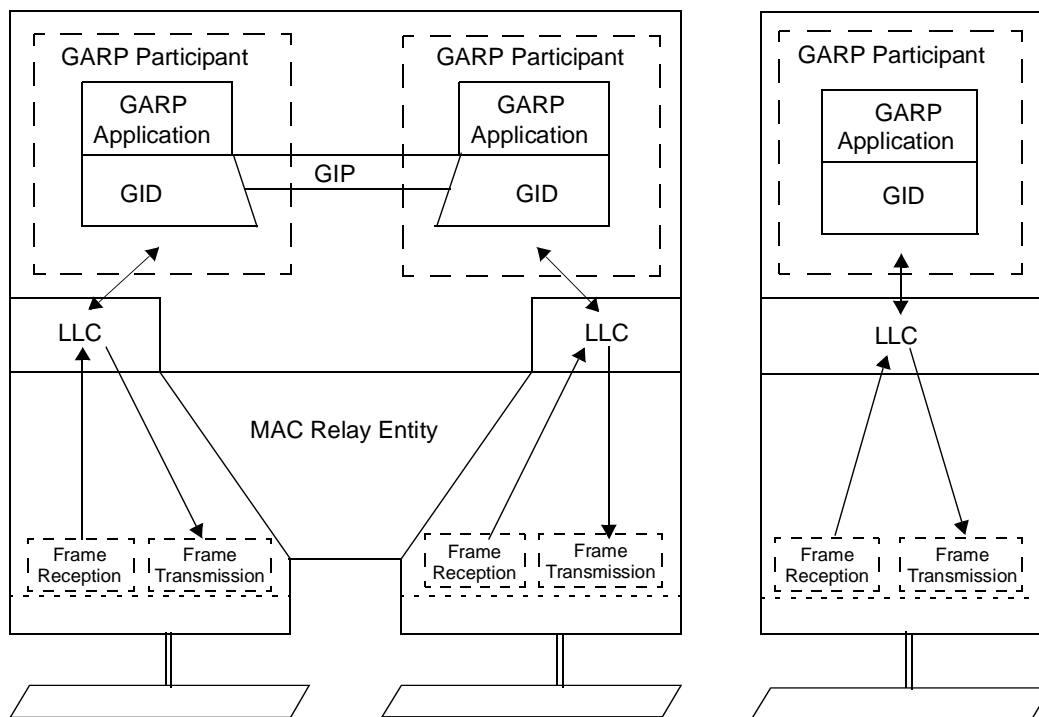 GARP Participant
GARP Participant
GARP Participant
GARP
Application
GARP
Application
GARP
Application
GIP
GID
GID
GID
LLC
LLC
LLC
MAC Relay Entity
Frame
Reception
Frame
Transmission
Frame
Reception
Frame
Transmission
Frame
Reception
Frame
Transmission